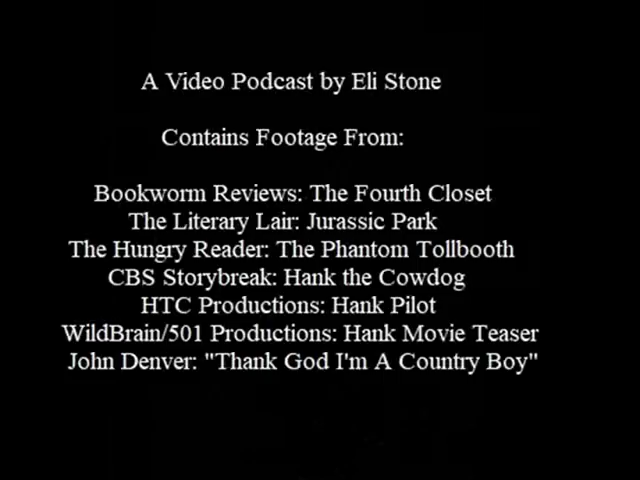 A Video Podcast by Eli Stone
Contains Footage From:
Bookworm Reviews: The Fourth Closet
The Literary Lair: Jurassic Park
The Hungry Reader: The Phantom Tollbooth
CBS Storybreak: Hank the Cowdog
HTC Productions: Hank Pilot
WildBrain/501 Productions: Hank Movie Teaser
John Denver: "Thank God I'm A Country Boy"